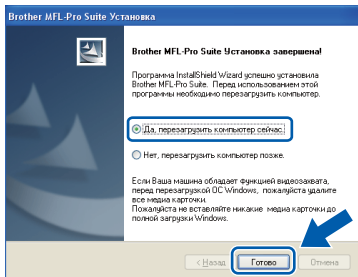 Brother MFL-Pro Suite Установка
Brother MFL-Pro Suite Установка завершена!
Программа InstallShield Wizard успешно установила
Brother MFL-Pro Suite. Перед использованием этой
программы необходимо перезагрузить компьютер.
Да, перезагрузить компьютер сейчас.
Нет, перезагрузить компьютер позже.
Если Ваша машина обладает функцией видеозахвата,
перед перезагрузкой ОС Windows, пожалуйста удалите
все медиа карточки.
Пожалуйста не вставляйте никакие медиа карточки до
полной загрузки Windows.
< Назад
Готово
Отмена